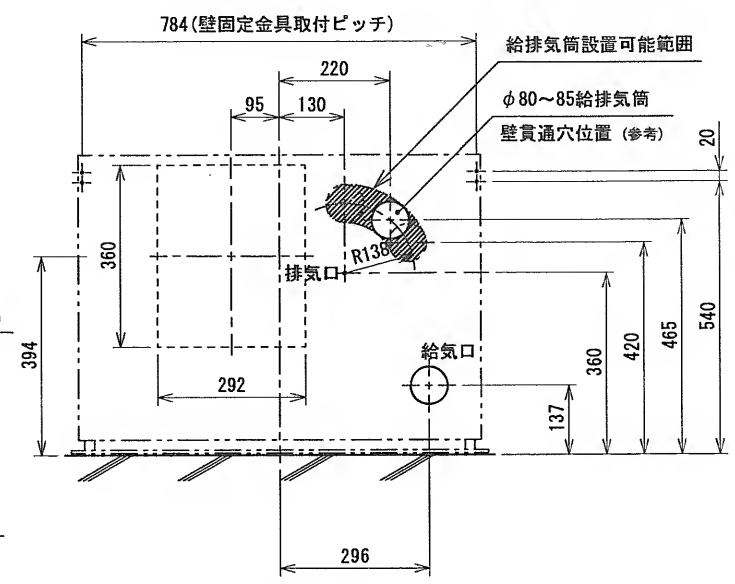 784(壁固定金具取付ピッチ)
給排気筒設置可能範囲
220
φ80～85給排気筒
95
130
壁貫通穴位置 (参考)
20
360
R138
排気口
394
360
420
465
540
給気口
292
137
296